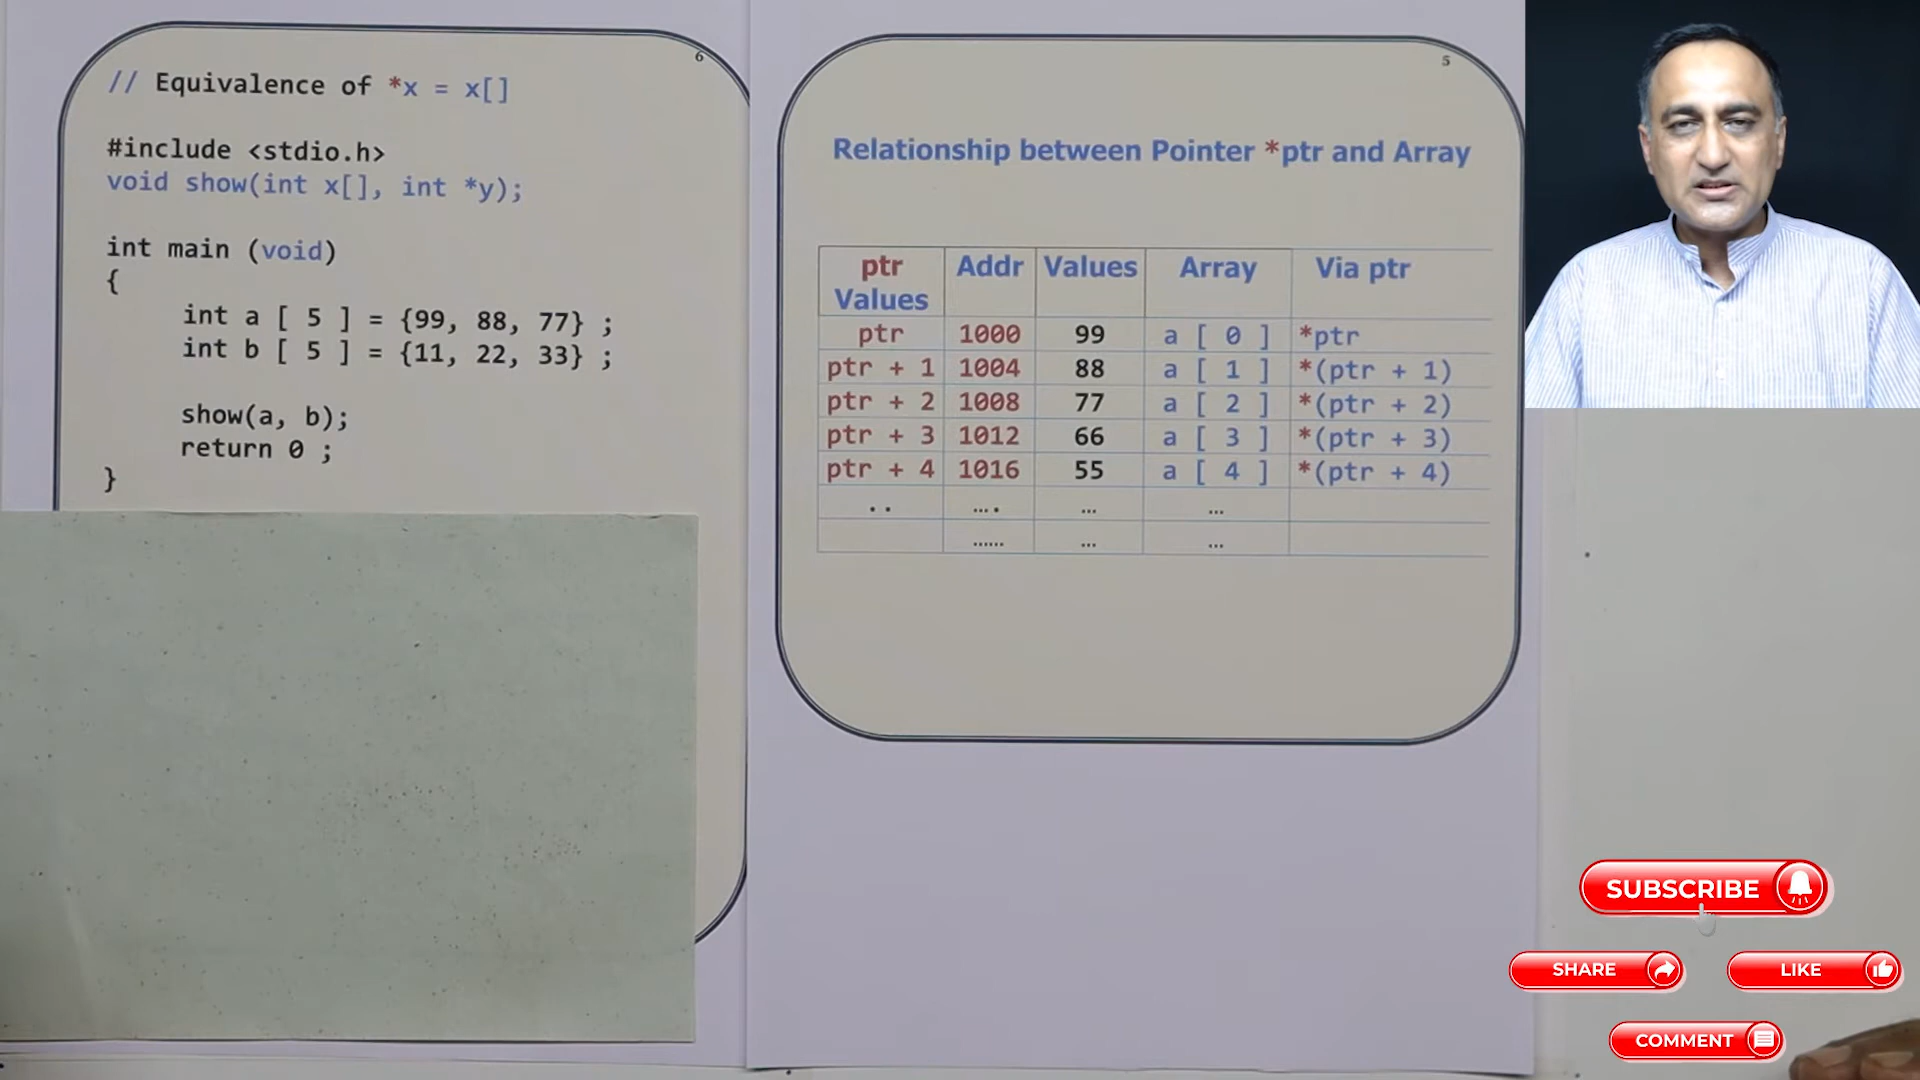 6
// Equivalence of *x = x[]
#include <stdio.h>
void show(int x[], int *y);
int main (void)
{
int a [ 5 ] = {99, 88, 77} ;
int b [ 5 ] = {11, 22, 33} ;
show(a, b);
return 0 ;
}
5
Relationship between Pointer *ptr and Array
ptr Addr Values Array Via ptr
Values
ptr 1000 99 a [ 0 ] *ptr
ptr + 1 1004 88 a [ 1 ] *(ptr + 1)
ptr + 2 1008 77 a [ 2 ] *(ptr + 2)
ptr + 3 1012 66 a [ 3 ] *(ptr + 3)
ptr + 4 1016 55 a [ 4 ] *(ptr + 4)
.. .... ... ...
...... ... ...
SUBSCRIBE
SHARE LIKE
COMMENT